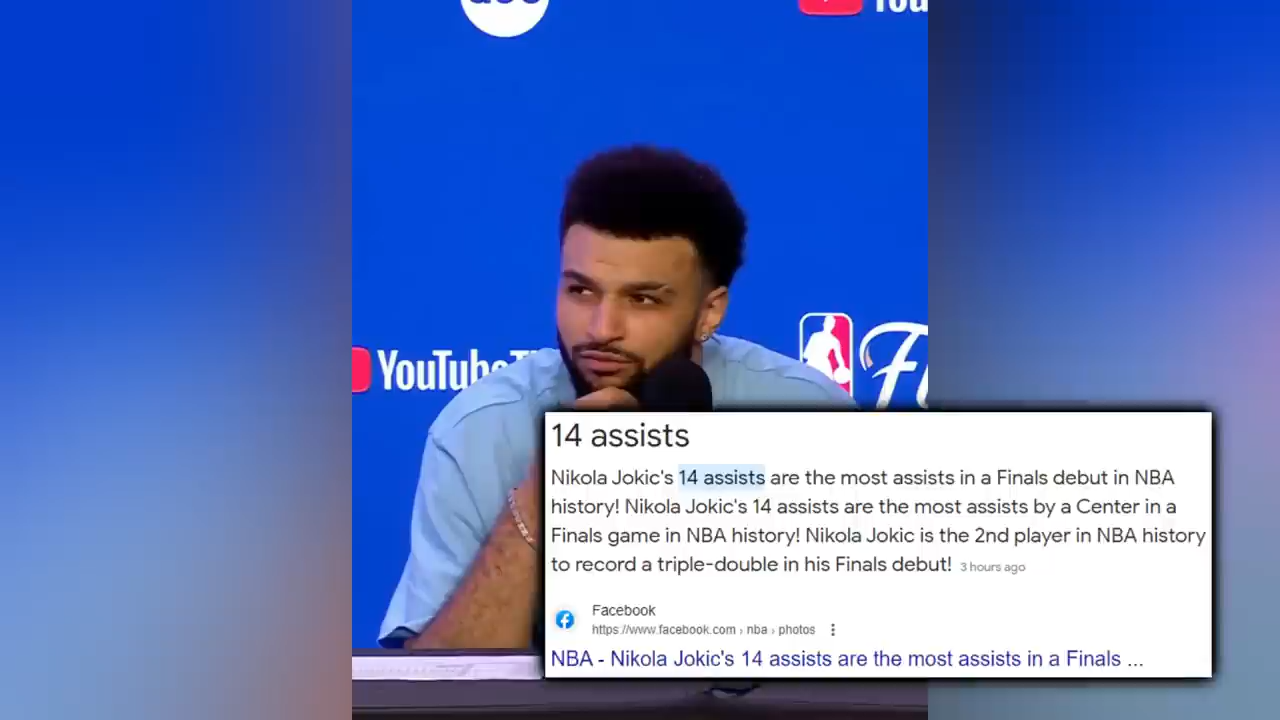 YouTube
14 assists
Nikola Jokic's 14 assists are the most assists in a Finals debut in NBA
history! Nikola Jokic's 14 assists are the most assists by a Center in a
Finals game in NBA history! Nikola Jokic is the 2nd player in NBA history
to record a triple-double in his Finals debut! 3 hours ago
Facebook
https://www.facebook.com › nba › photos
NBA - Nikola Jokic's 14 assists are the most assists in a Finals ...